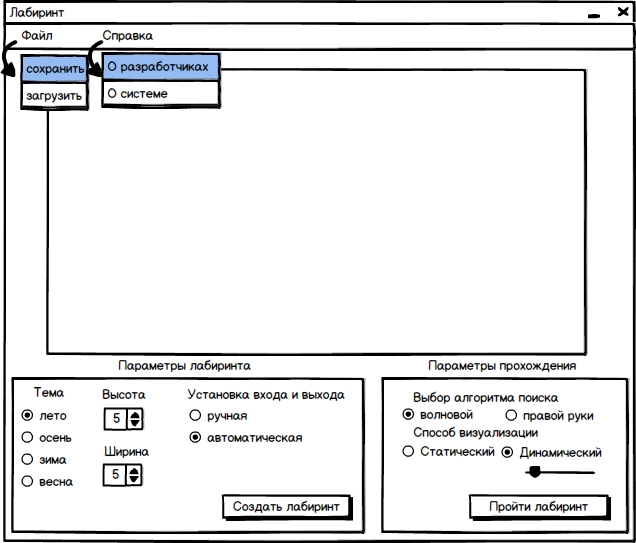 Лабиринт
Файл Справка
сохранить О разработчиках
загрузить О системе
Параметры лабиринта Параметры прохождения
Тема Высота Установка входа и выхода
лето 5 ручная
осень автоматическая
зима Ширина
весна 5
Создать лабиринт
Выбор алгоритма поиска
волновой правой руки
Способ визуализации
Статический Динамический
Пройти лабиринт